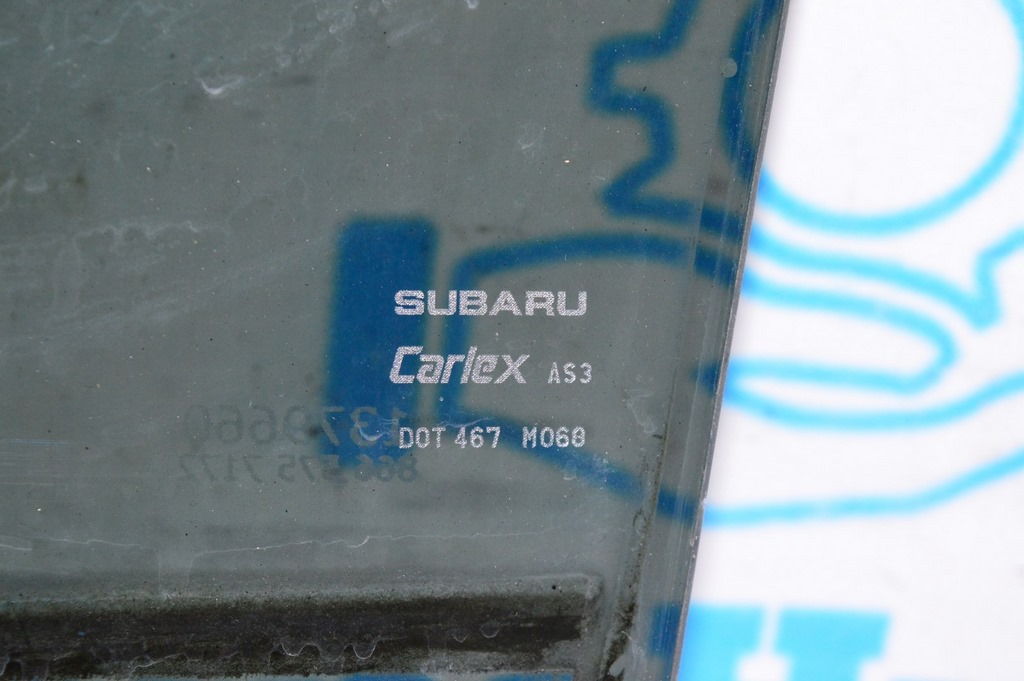 SUBARU
Carlex AS3
DOT 467 M068